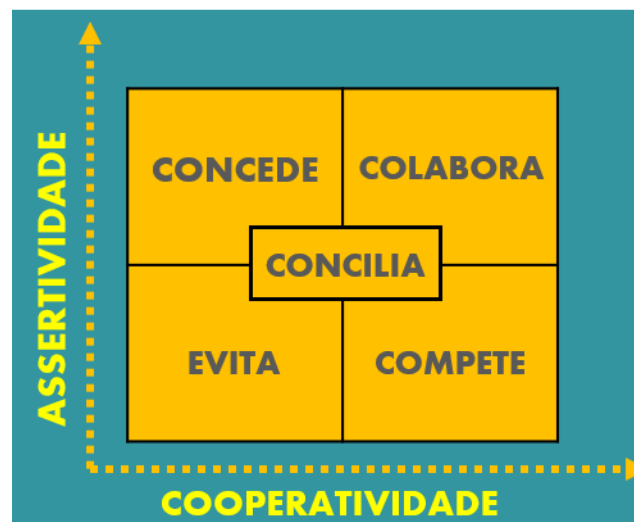 ASSERTIVIDADE
CONCEDE
COLABORA
CONCILIA
EVITA
COMPETE
COOPERATIVIDADE